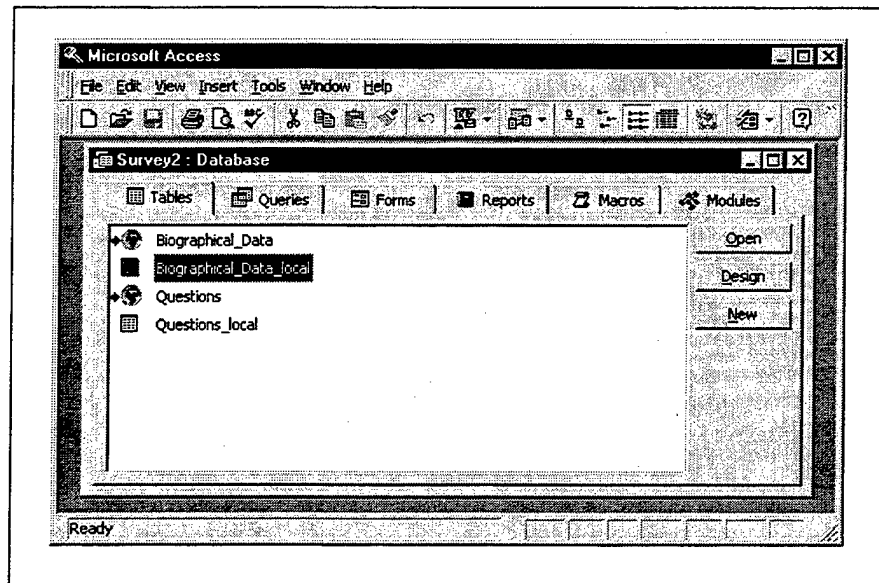 Microsoft Access
File Edit View Insert Tools Window Help
Survey2 : Database
Tables Queries Forms Reports Macros Modules
Biographical_Data
Biographical_Data_local
Questions
Questions_local
Open
Design
New
Ready